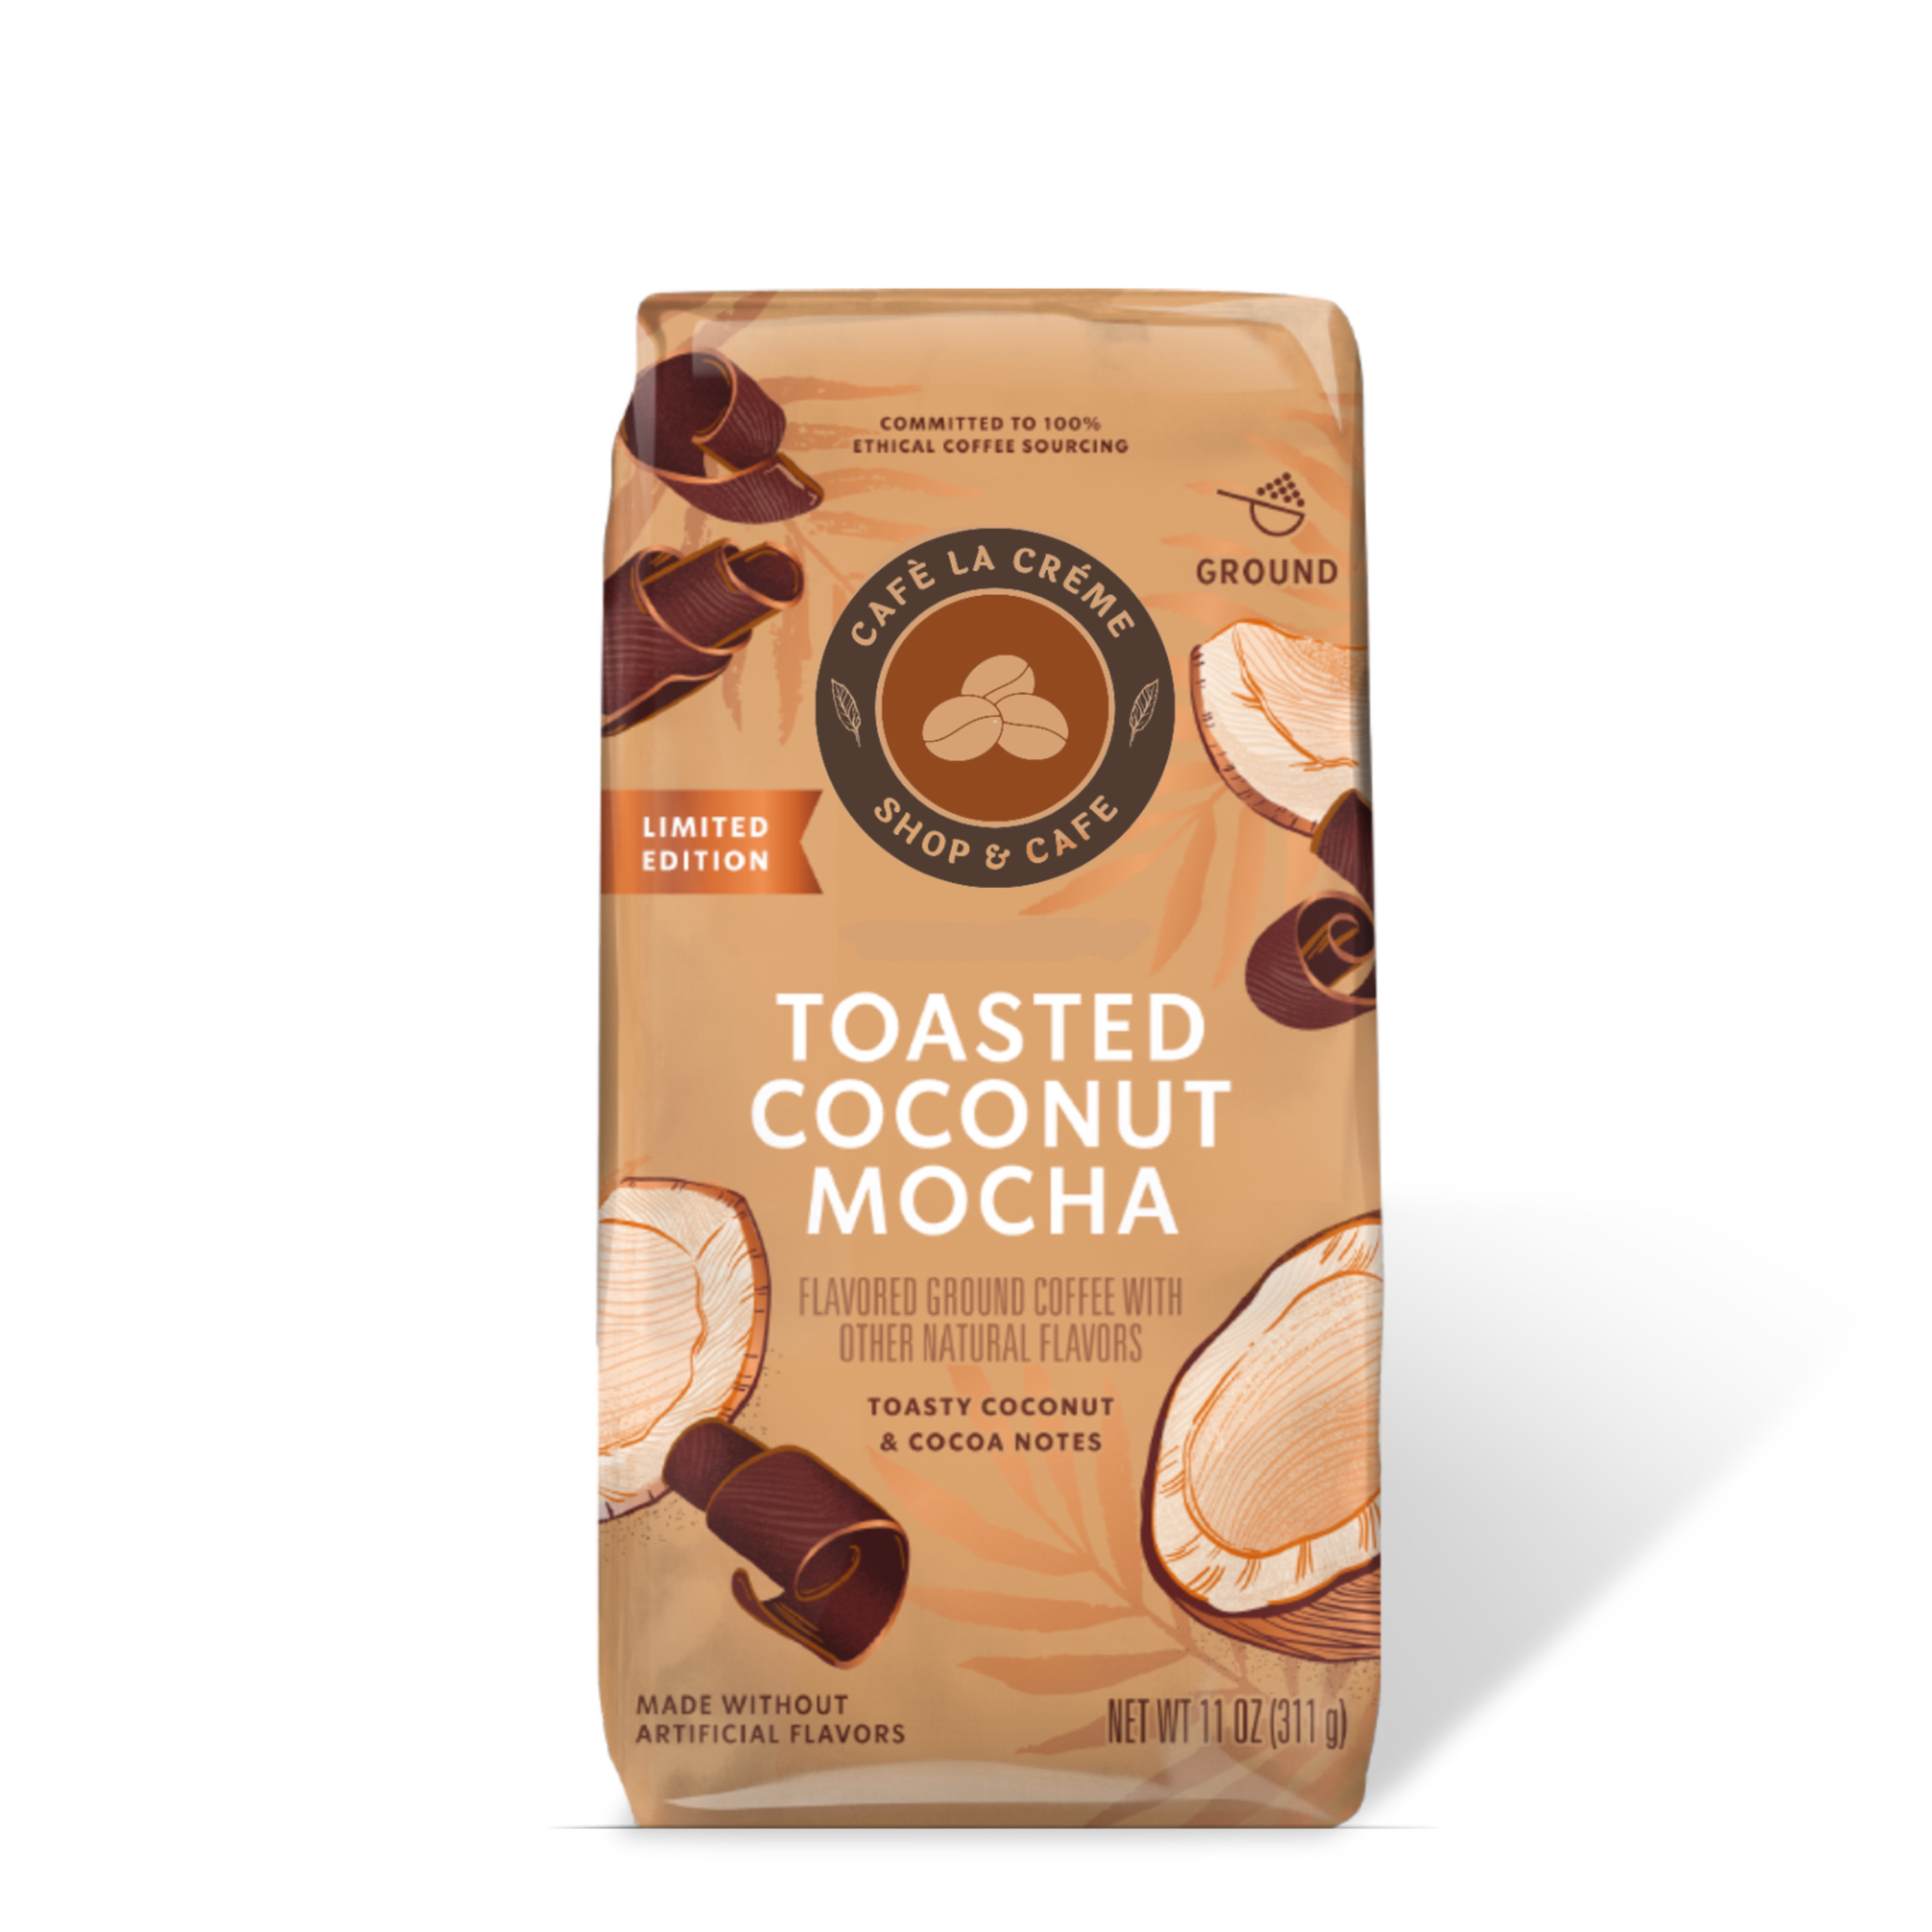 COMMITTED TO 100%
ETHICAL COFFEE SOURCING
GROUND
CAFÈ LA CRÉME
SHOP & CAFE
LIMITED
EDITION
TOASTED
COCONUT
MOCHA
FLAVORED GROUND COFFEE WITH
OTHER NATURAL FLAVORS
TOASTY COCONUT
& COCOA NOTES
MADE WITHOUT
ARTIFICIAL FLAVORS
NET WT 11 OZ (311 g)